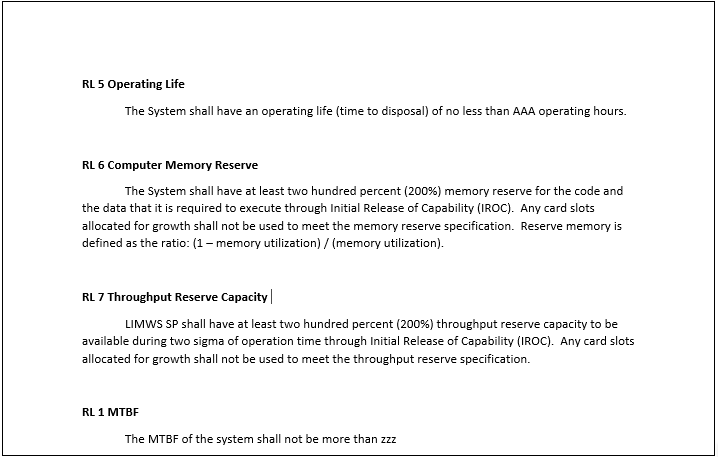 RL 5 Operating Life
The System shall have an operating life (time to disposal) of no less than AAA operating hours.
RL 6 Computer Memory Reserve
The System shall have at least two hundred percent (200%) memory reserve for the code and
the data that it is required to execute through Initial Release of Capability (IROC).  Any card slots
allocated for growth shall not be used to meet the memory reserve specification.  Reserve memory is
defined as the ratio: (1 – memory utilization) / (memory utilization).
RL 7 Throughput Reserve Capacity
LIMWS SP shall have at least two hundred percent (200%) throughput reserve capacity to be
available during two sigma of operation time through Initial Release of Capability (IROC).  Any card slots
allocated for growth shall not be used to meet the throughput reserve specification.
RL 1 MTBF
The MTBF of the system shall not be more than zzz